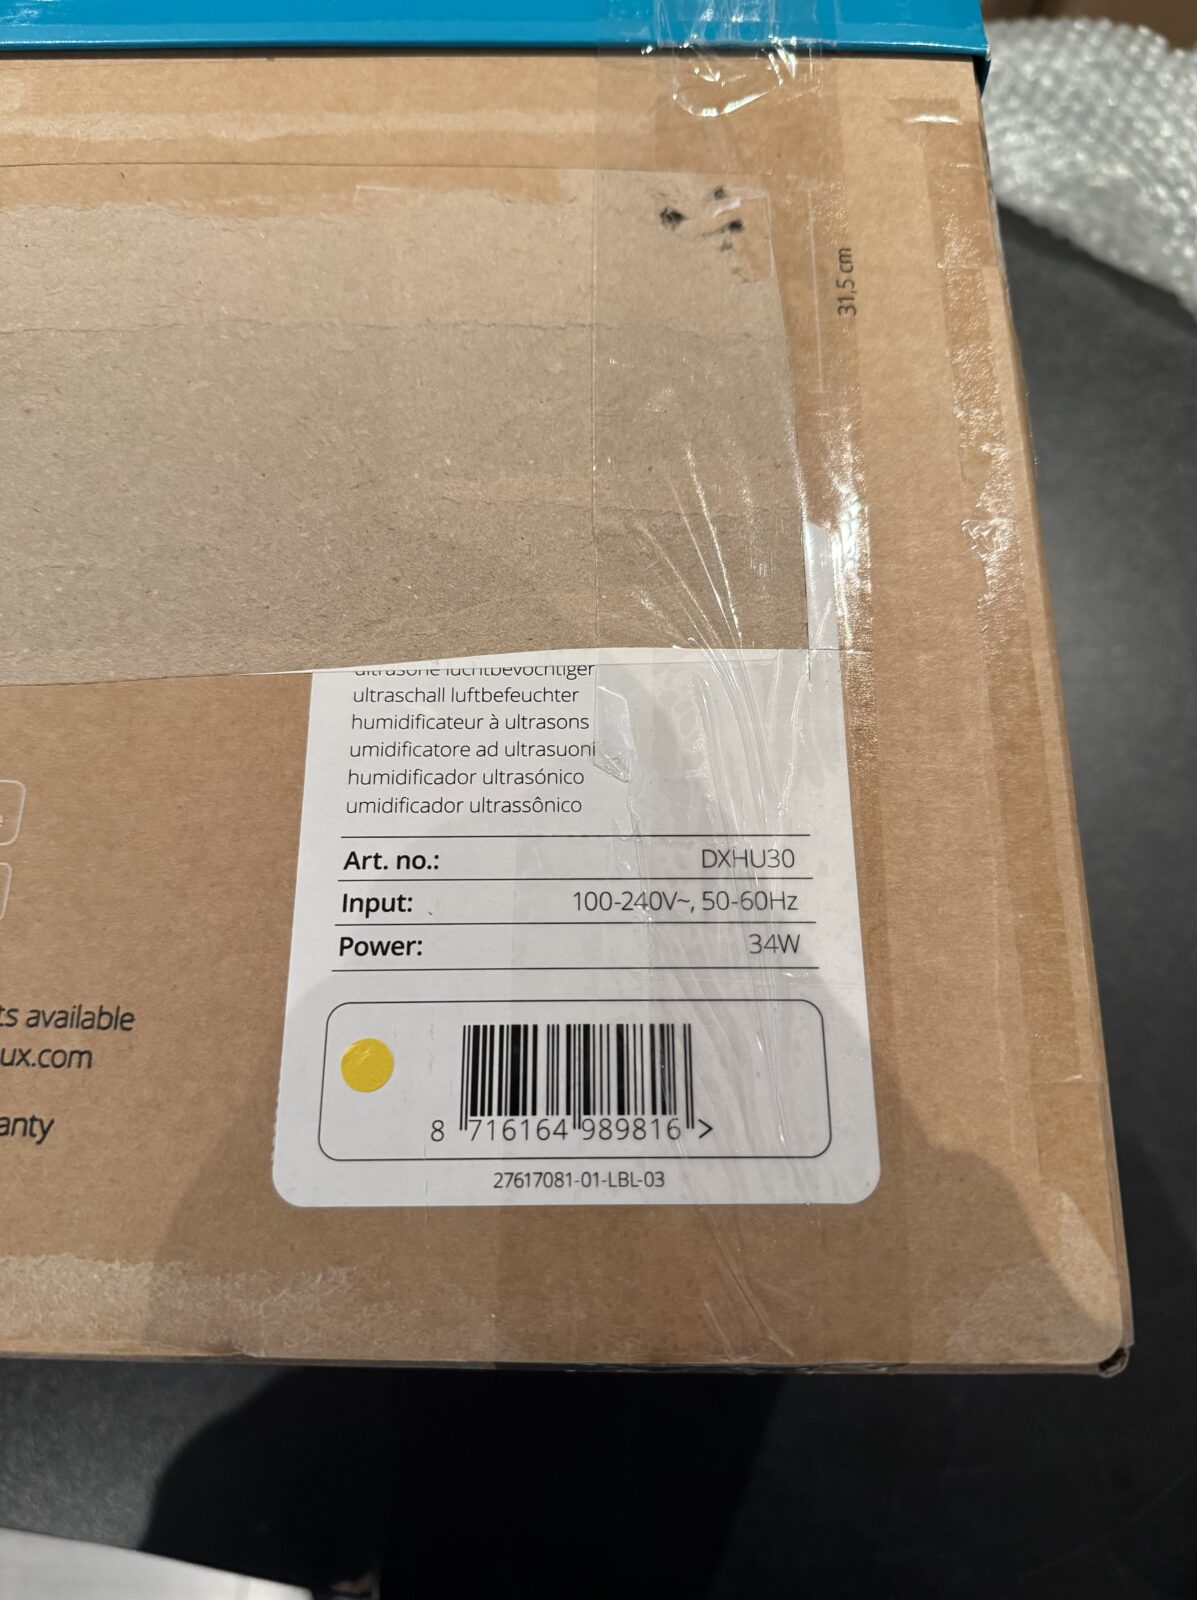 31,5 cm
ultrasone luchtbevochtiger
ultraschall luftbefeuchter
humidificateur à ultrasons
umidificatore ad ultrasuoni
humidificador ultrasónico
umidificador ultrassônico
Art. no.: DXHU30
Input: 100-240V~, 50-60Hz
Power: 34W
ts available
ux.com
anty
8 716164 989816 >
27617081-01-LBL-03